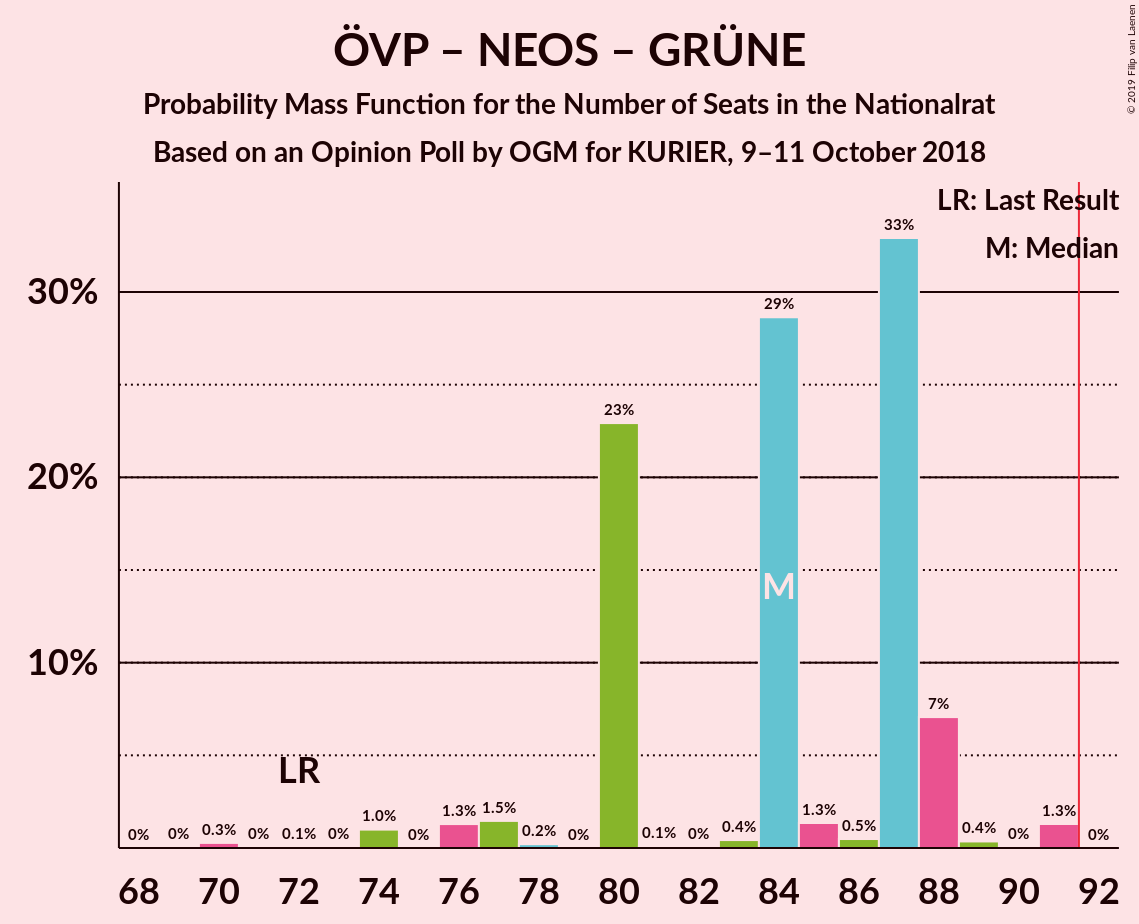 ÖVP – NEOS – GRÜNE
Probability Mass Function for the Number of Seats in the Nationalrat
Based on an Opinion Poll by OGM for KURIER, 9–11 October 2018
© 2019 Filip van Laenen
LR: Last Result
M: Median
30%
20%
10%
0% 0% 0.3% 0% 0.1% 0% 1.0% 0% 1.3% 1.5% 0.2% 0% 23% 0.1% 0% 0.4% 29% 1.3% 0.5% 33% 7% 0.4% 0% 1.3% 0%
LR
M
68 70 72 74 76 78 80 82 84 86 88 90 92